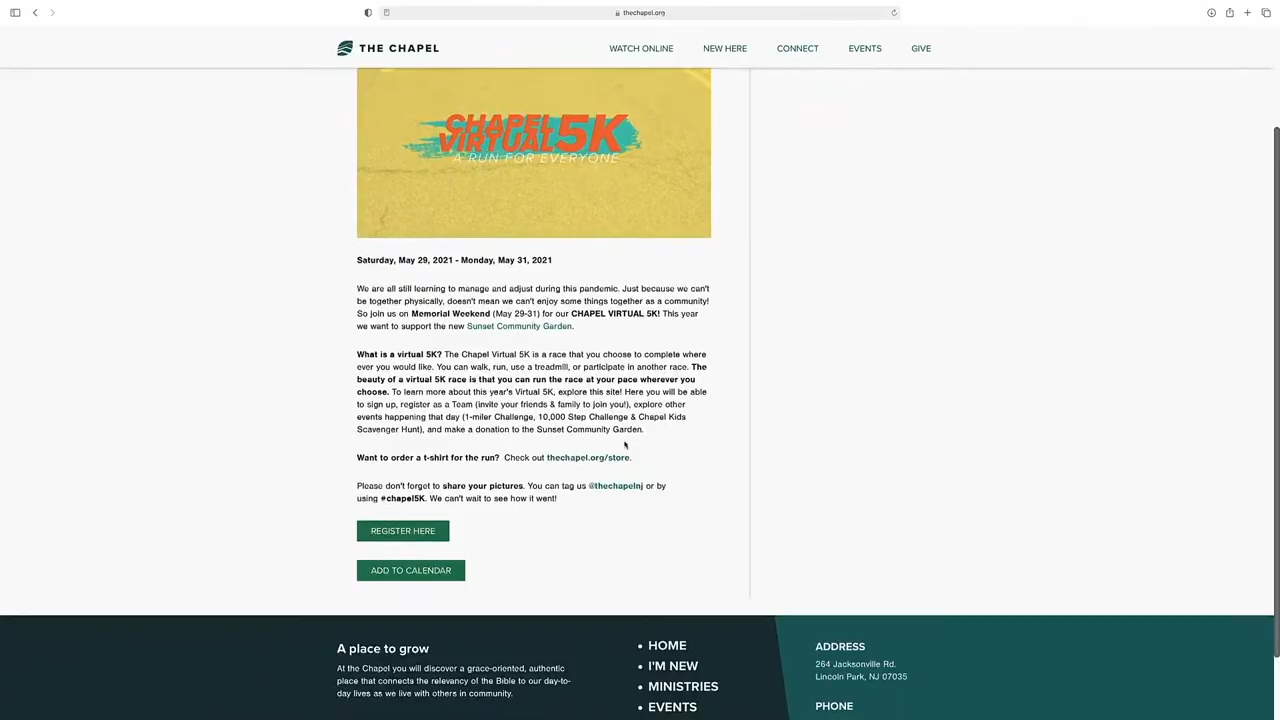 thechapel.org
THE CHAPEL
WATCH ONLINE
NEW HERE
CONNECT
EVENTS
GIVE
CHAPEL
VIRTUAL 5K
A RUN FOR EVERYONE
Saturday, May 29, 2021 - Monday, May 31, 2021
We are all still learning to manage and adjust during this pandemic. Just because we can't
be together physically, doesn't mean we can't enjoy some things together as a community!
So join us on Memorial Weekend (May 29-31) for our CHAPEL VIRTUAL 5K! This year
we want to support the new Sunset Community Garden.
What is a virtual 5K? The Chapel Virtual 5K is a race that you choose to complete where
ever you would like. You can walk, run, use a treadmill, or participate in another race. The
beauty of a virtual 5K race is that you can run the race at your pace wherever you
choose. To learn more about this year's Virtual 5K, explore this site! Here you will be able
to sign up, register as a Team (invite your friends & family to join you!), explore other
events happening that day (1-miler Challenge, 10,000 Step Challenge & Chapel Kids
Scavenger Hunt), and make a donation to the Sunset Community Garden.
Want to order a t-shirt for the run? Check out thechapel.org/store.
Please don't forget to share your pictures. You can tag us @thechapelnj or by
using #chapel5K. We can't wait to see how it went!
REGISTER HERE
ADD TO CALENDAR
A place to grow
At the Chapel you will discover a grace-oriented, authentic
place that connects the relevancy of the Bible to our day-to-
day lives as we live with others in community.
HOME
I'M NEW
MINISTRIES
EVENTS
ADDRESS
264 Jacksonville Rd.
Lincoln Park, NJ 07035
PHONE